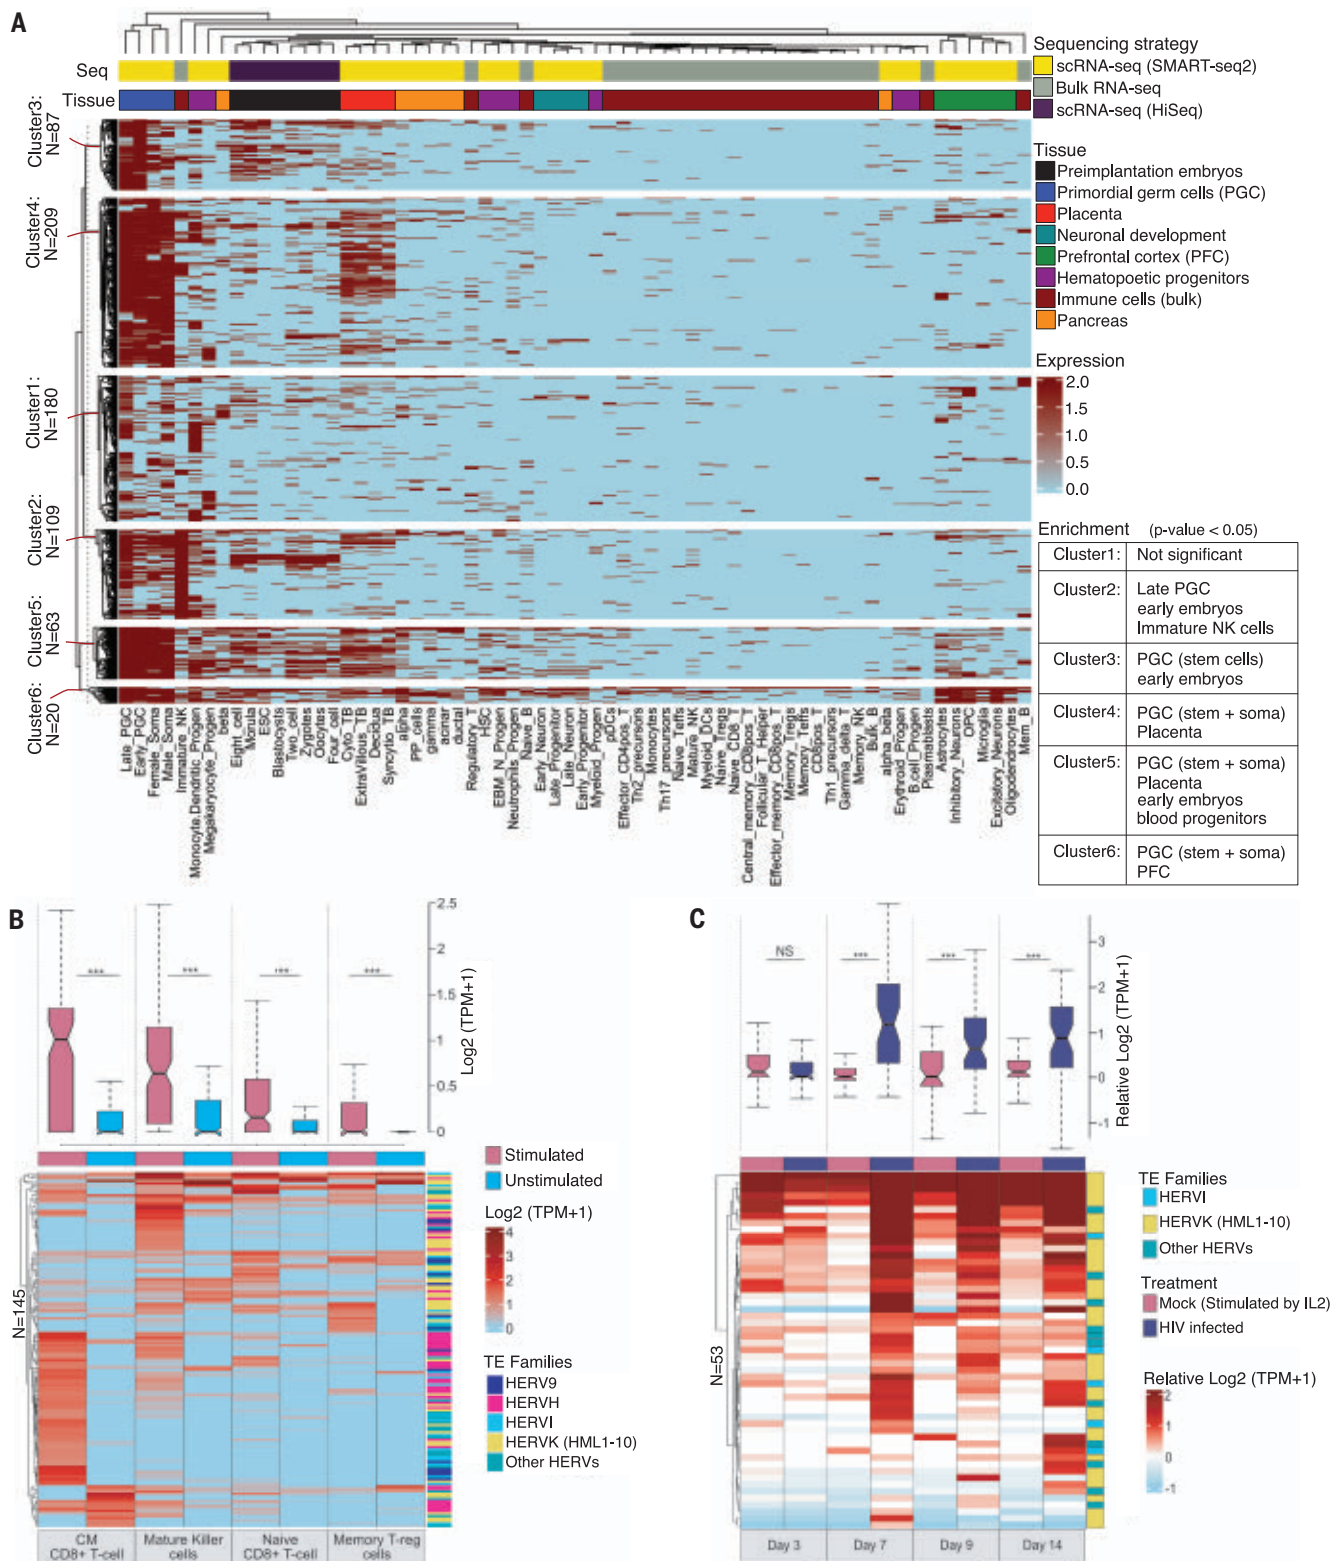 A
Seq
Tissue
Sequencing strategy
scRNA-seq (SMART-seq2)
Bulk RNA-seq
scRNA-seq (HiSeq)
Tissue
Preimplantation embryos
Primordial germ cells (PGC)
Placenta
Neuronal development
Prefrontal cortex (PFC)
Hematopoetic progenitors
Immune cells (bulk)
Pancreas
Expression
2.0
1.5
1.0
0.5
0.0
Cluster3:
N=87
Cluster4:
N=209
Cluster1:
N=180
Cluster2:
N=109
Cluster5:
N=63
Cluster6:
N=20
Enrichment (p-value < 0.05)
Cluster1: Not significant
Cluster2: Late PGC
early embryos
Immature NK cells
Cluster3: PGC (stem cells)
early embryos
Cluster4: PGC (stem + soma)
Placenta
Cluster5: PGC (stem + soma)
Placenta
early embryos
blood progenitors
Cluster6: PGC (stem + soma)
PFC
Late_PGC
Early_PGC
Female_Soma
Male_Soma
Immature_NK
Monocyte.Dendritic_Progen
Megakaryocyte_Progen
beta
Eight_cell
Morula
ESC
Blastocysts
Two_cell
Zygotes
Oocytes
Four_cell
Cyto_TB
ExtraVillous_TB
Decidua
Syncytio_TB
alpha
PP_cells
gamma
acinar
ductal
Regulatory_T
HSC
EBM_N_Progen
Neutrophils_Progen
Naive_B
Early_Neuron
Late_Progenitor
Late_Neuron
Early_Progenitor
Myeloid_Progen
pDCs
Effector_CD4pos_T
Th2_precursors
Monocytes
Th17_precursors
Naive_Teffs
Mature_NK
Myeloid_DCs
Naive_Tregs
Naive_CD8_T
Central_memory_CD8pos_T
Follicular_T_Helper
Effector_memory_CD8pos_T
Memory_Tregs
Memory_Teffs
CD8pos_T
Th1_precursors
Gamma_delta_T
Memory_NK
Bulk_B
alpha_beta
Erythroid_Progen
B.cell_Progen
Plasmablasts
Astrocytes
Inhibitory_Neurons
OPC
Microglia
Excitatory_Neurons
Oligodendrocytes
Mem_B
B
***
***
***
***
2.5
2
1.5
1
0.5
0
Log2 (TPM+1)
Stimulated
Unstimulated
Log2 (TPM+1)
4
3
2
1
0
TE Families
HERV9
HERVH
HERVI
HERVK (HML1-10)
Other HERVs
N=145
CM
CD8+ T-cell
Mature Killer
cells
Naive
CD8+ T-cell
Memory T-reg
cells
C
NS
***
***
***
3
2
1
0
-1
Relative Log2 (TPM+1)
TE Families
HERVI
HERVK (HML1-10)
Other HERVs
Treatment
Mock (Stimulated by IL2)
HIV infected
Relative Log2 (TPM+1)
2
1
0
-1
N=53
Day 3
Day 7
Day 9
Day 14